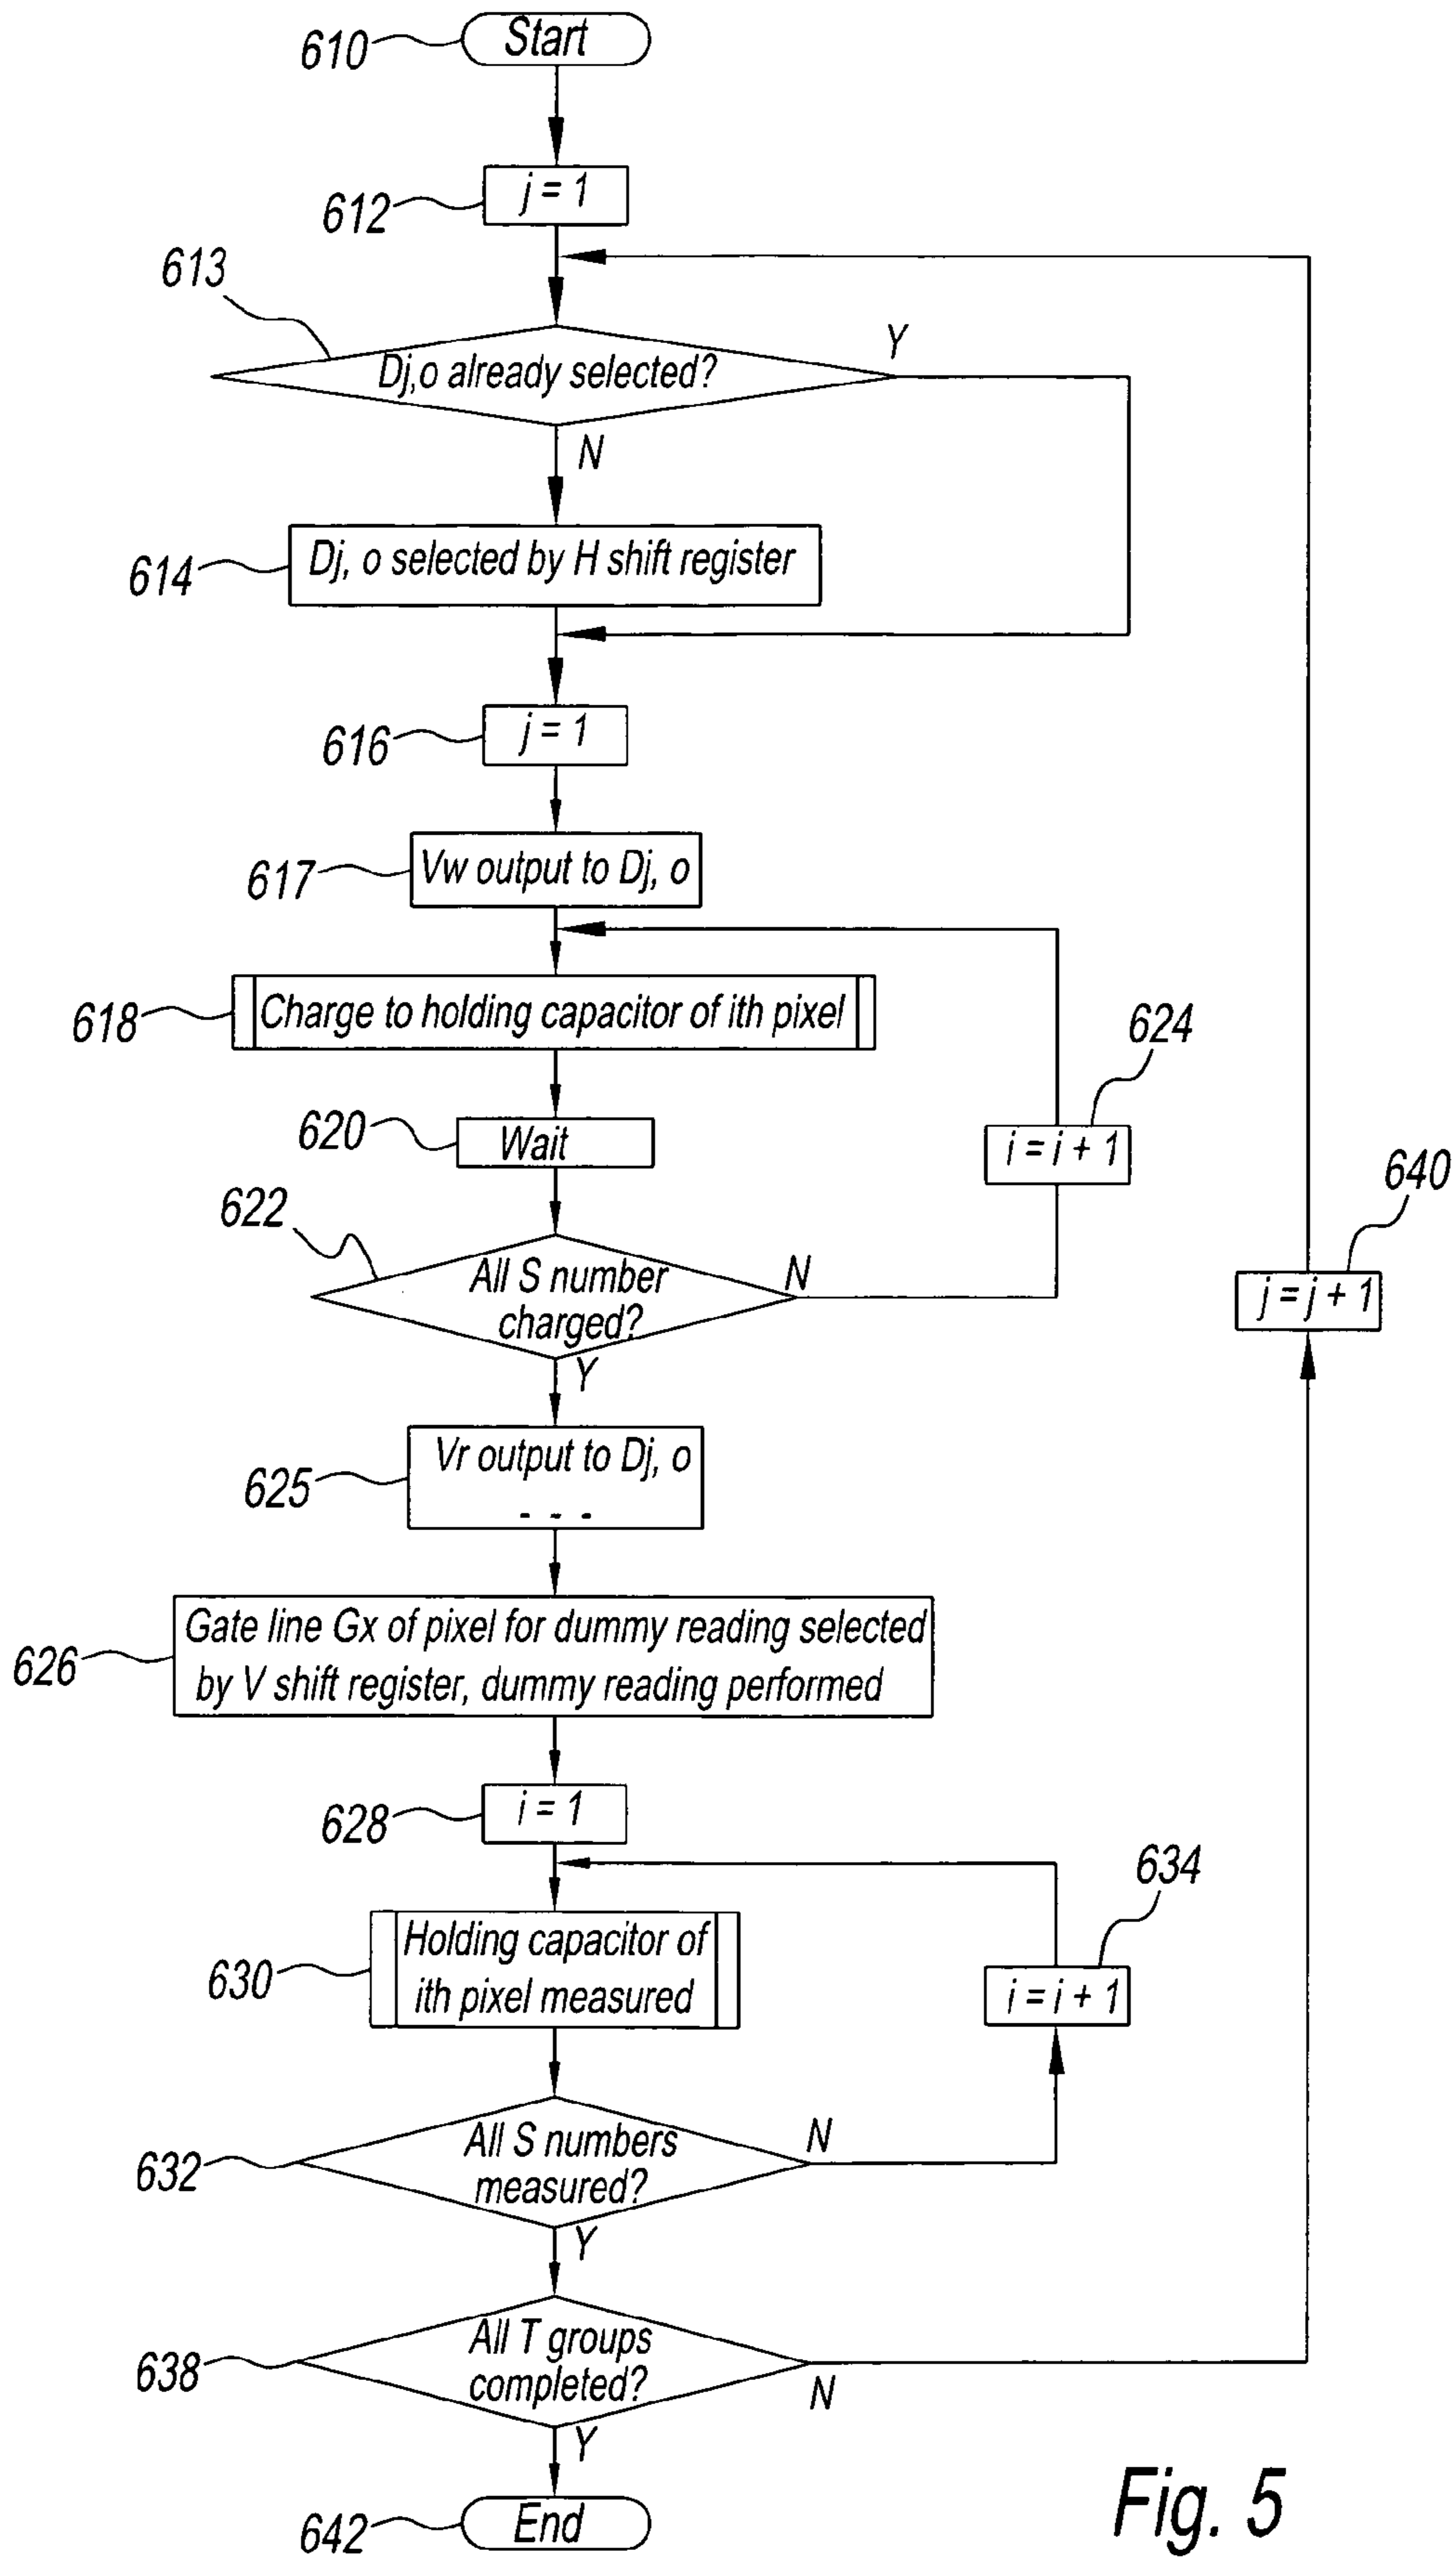 610
Start
612
j = 1
613
Dj,o already selected?
Y
N
614
Dj, o selected by H shift register
616
j = 1
617
Vw output to Dj, o
618
Charge to holding capacitor of ith pixel
624
i = i + 1
620
Wait
640
j = j + 1
622
All S number
charged?
N
Y
625
Vr output to Dj, o
- - -
626
Gate line Gx of pixel for dummy reading selected
by V shift register, dummy reading performed
628
i = 1
634
i = i + 1
630
Holding capacitor of
ith pixel measured
632
All S numbers
measured?
N
Y
638
All T groups
completed?
N
Y
642
End
Fig. 5